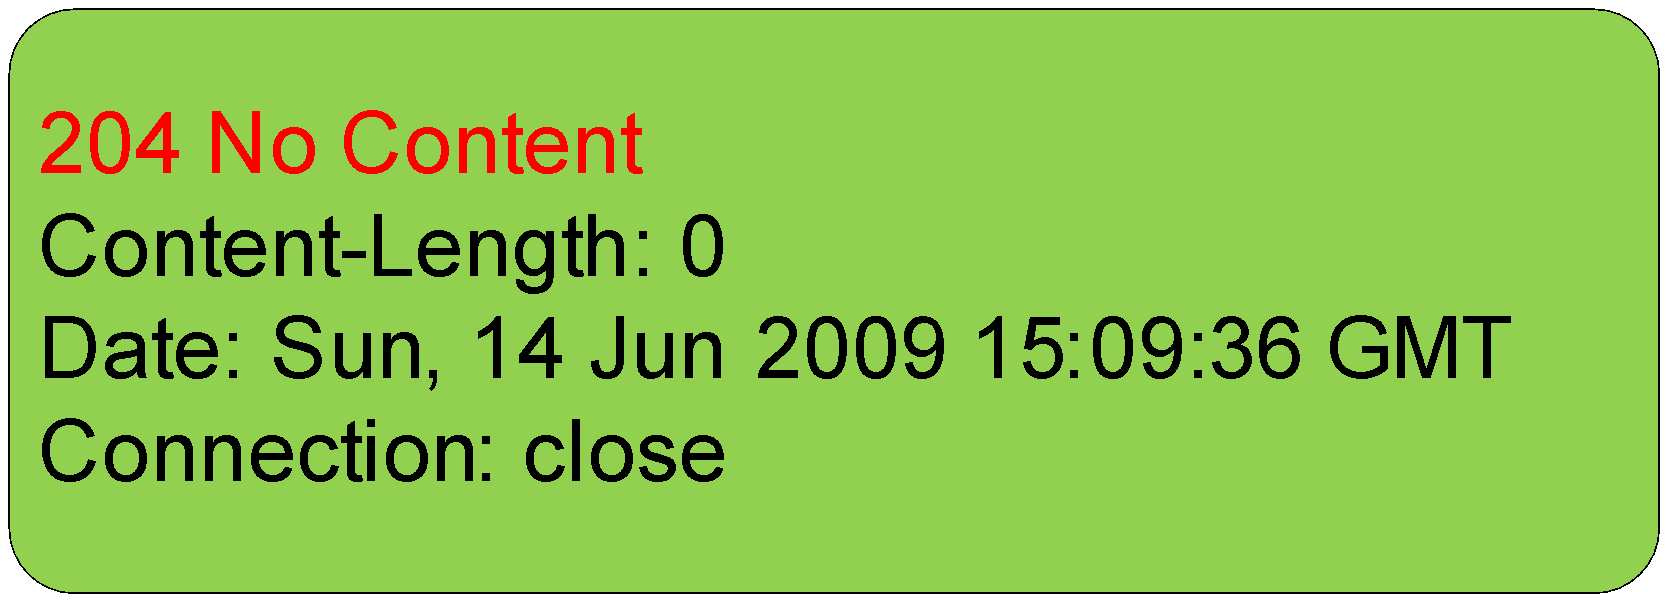 204 No Content
Content-Length: 0
Date: Sun, 14 Jun 2009 15:09:36 GMT
Connection: close